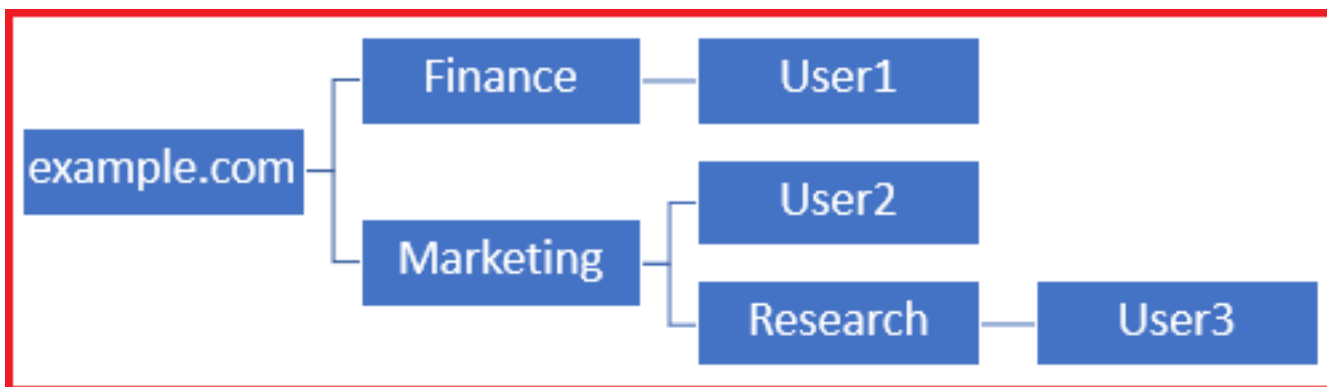 example.com
Finance
User1
Marketing
User2
Research
User3